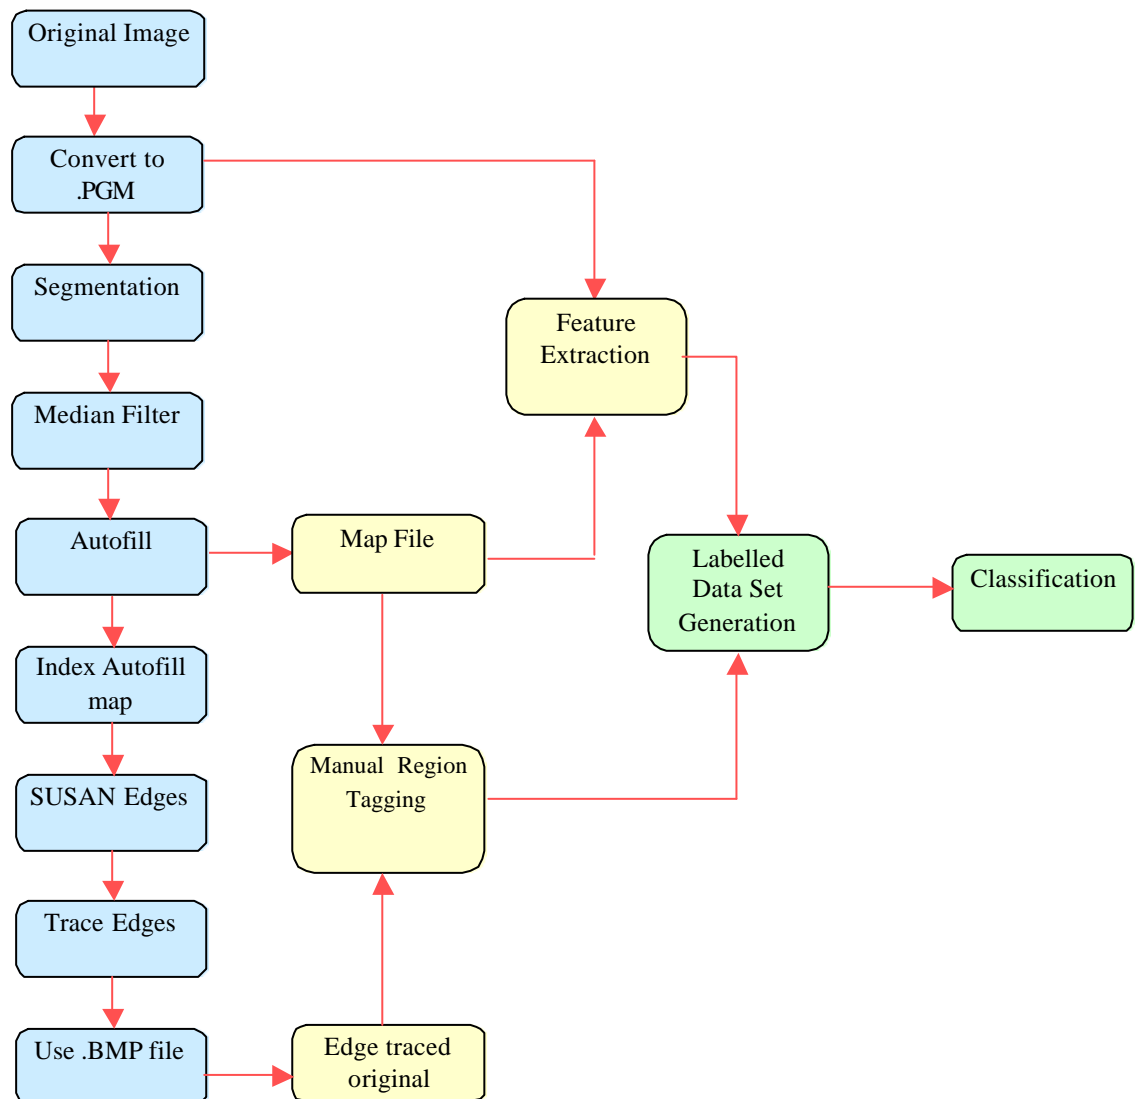 Original Image
Convert to
.PGM
Segmentation
Feature
Extraction
Median Filter
Autofill
Map File
Labelled
Data Set
Generation
Classification
Index Autofill
map
Manual Region
Tagging
SUSAN Edges
Trace Edges
Use .BMP file
Edge traced
original